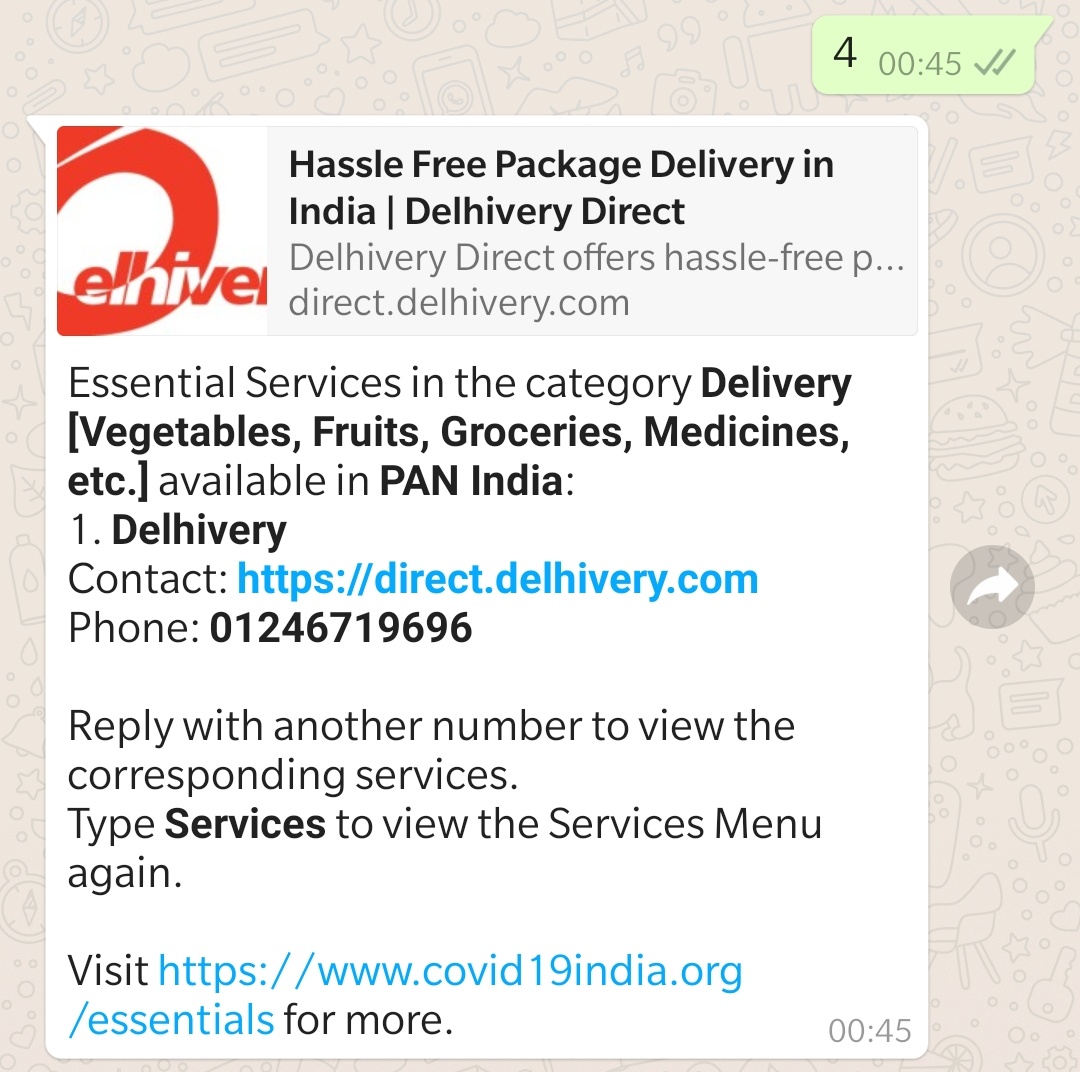 4 00:45
elhiver
Hassle Free Package Delivery in
India | Delhivery Direct
Delhivery Direct offers hassle-free p...
direct.delhivery.com
Essential Services in the category Delivery
[Vegetables, Fruits, Groceries, Medicines,
etc.] available in PAN India:
1. Delhivery
Contact: https://direct.delhivery.com
Phone: 01246719696
Reply with another number to view the
corresponding services.
Type Services to view the Services Menu
again.
Visit https://www.covid19india.org
/essentials for more.
00:45